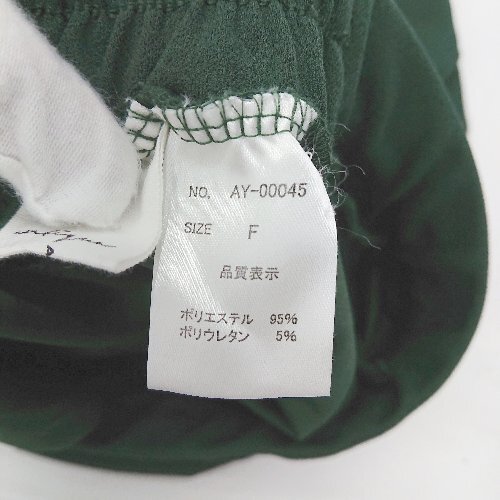 NO. AY-00045
SIZE F
品質表示
ポリエステル 95%
ポリウレタン 5%